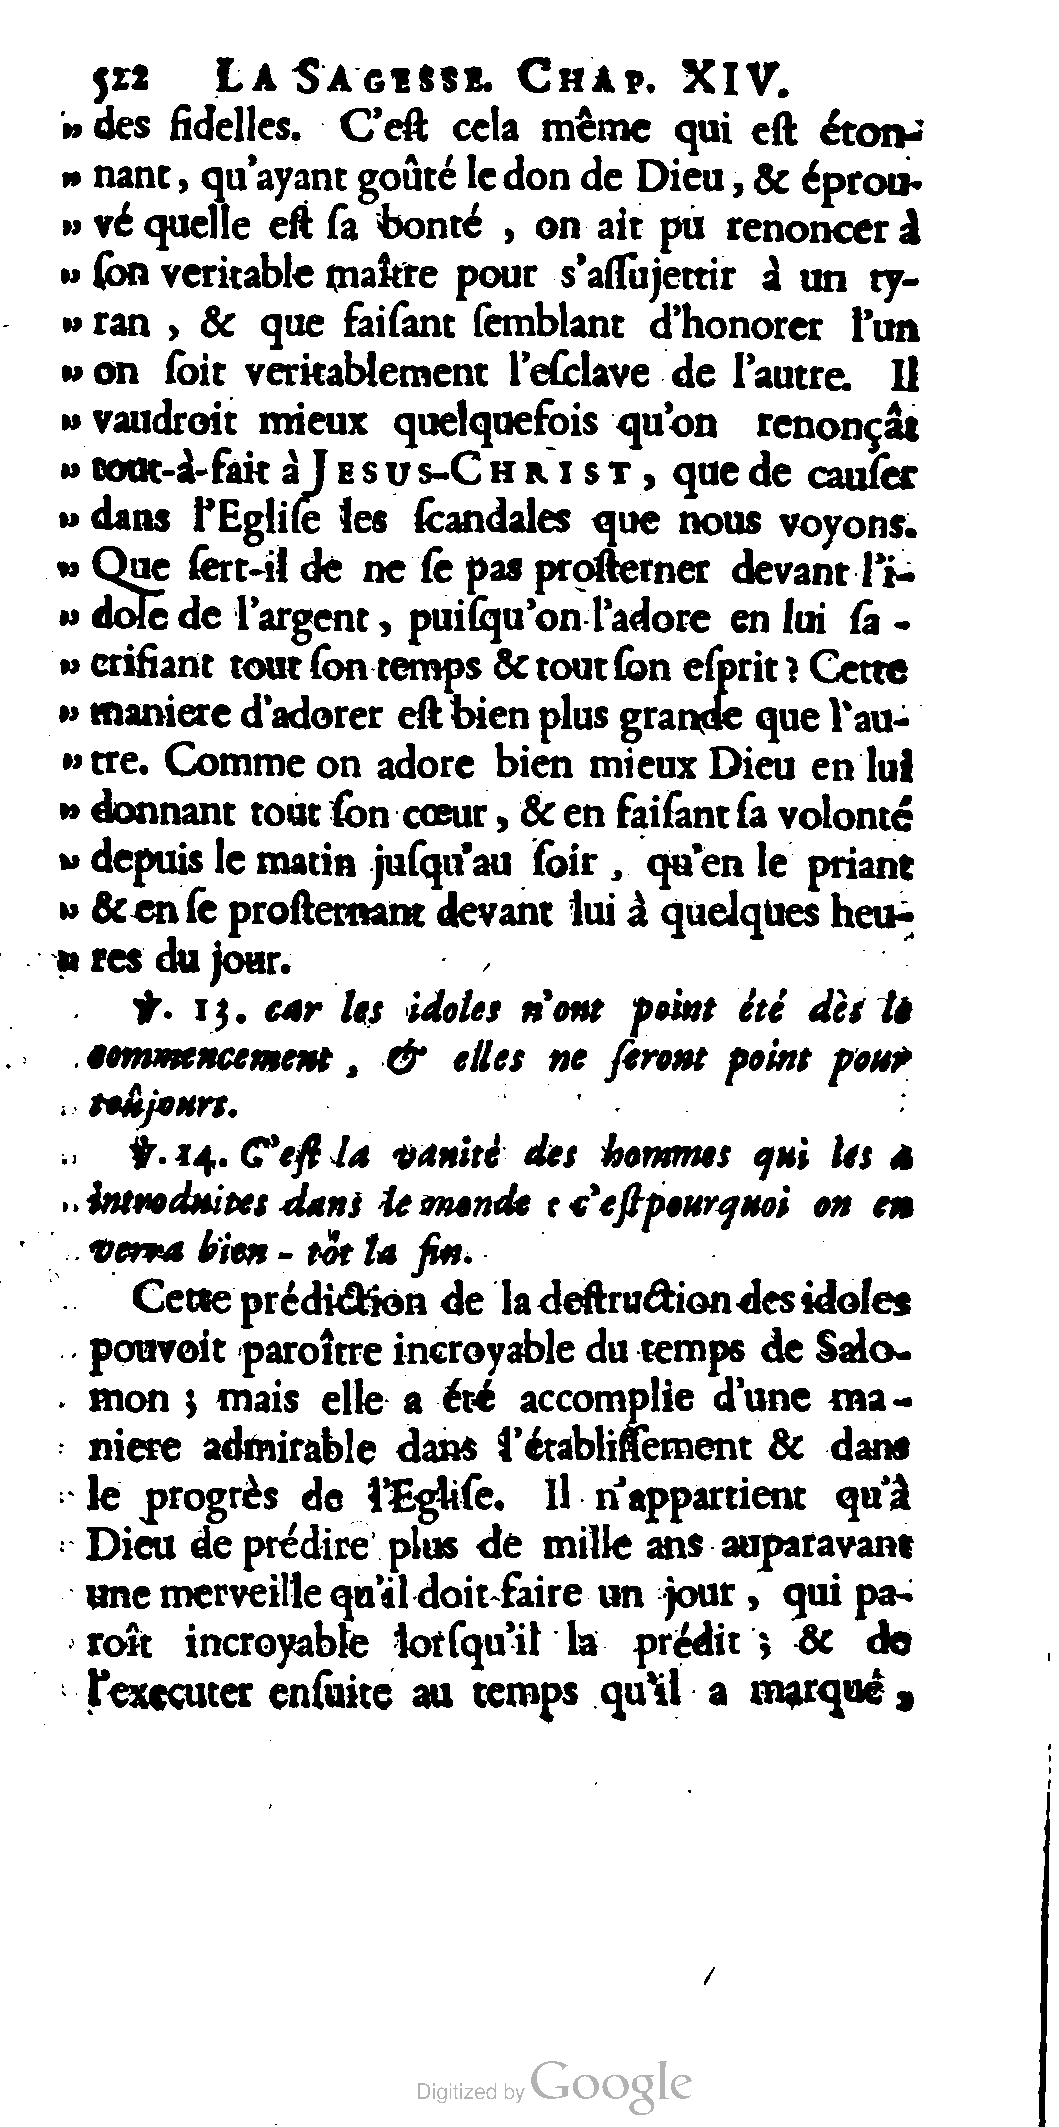 522 LA SAGESSE. CHAP. XIV.
" des fidelles. C'eſt cela même qui eſt éton-
" nant, qu'ayant goûté le don de Dieu, & éprou-
" vé quelle eſt ſa bonté, on ait pu renoncer à
" ſon veritable maître pour s'aſſujettir à un ty-
" ran, & que faiſant ſemblant d'honorer l'un
" on ſoit veritablement l'eſclave de l'autre. Il
" vaudroit mieux quelquefois qu'on renonçât
" tout-à-fait à JESUS-CHRIST, que de cauſer
" dans l'Egliſe les ſcandales que nous voyons.
" Que ſert-il de ne ſe pas proſterner devant l'i-
" dole de l'argent, puiſqu'on l'adore en lui ſa-
" crifiant tout ſon temps & tout ſon eſprit? Cette
" maniere d'adorer eſt bien plus grande que l'au-
" tre. Comme on adore bien mieux Dieu en lui
" donnant tout ſon cœur, & en faiſant ſa volonté
" depuis le matin juſqu'au ſoir, qu'en le priant
" & en ſe proſternant devant lui à quelques heu-
" res du jour.
℣. 13. car les idoles n'ont point été dès le
commencement, & elles ne ſeront point pour
toûjours.
℣. 14. C'eſt la vanité des hommes qui les a
introduites dans le monde : c'eſt pourquoi on en
verra bien-tôt la fin.
Cette prédiction de la deſtruction des idoles
pouvoit paroître incroyable du temps de Salo-
mon; mais elle a été accomplie d'une ma-
niere admirable dans l'établiſſement & dans
le progrès de l'Egliſe. Il n'appartient qu'à
Dieu de prédire plus de mille ans auparavant
une merveille qu'il doit faire un jour, qui pa-
roît incroyable lorſqu'il la prédit; & de
l'executer enſuite au temps qu'il a marqué,
Digitized by Google